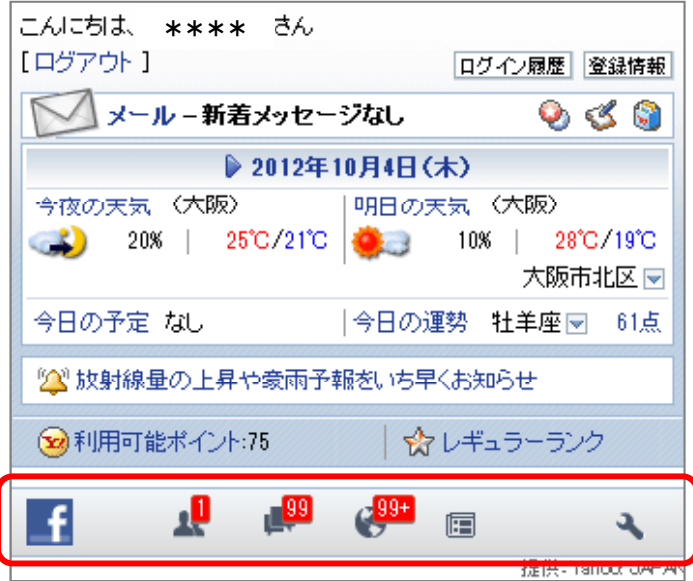 こんにちは、 **** さん
[ログアウト]
ログイン履歴 登録情報
メール - 新着メッセージなし
2012年10月4日(木)
今夜の天気 (大阪) 明日の天気 (大阪)
20% | 25℃/21℃ 10% | 28℃/19℃
大阪市北区
今日の予定 なし 今日の運勢 牡羊座 61点
放射線量の上昇や豪雨予報をいち早くお知らせ
利用可能ポイント:75 レギュラーランク
f 1 99 99+
提供- Yahoo! JAPAN